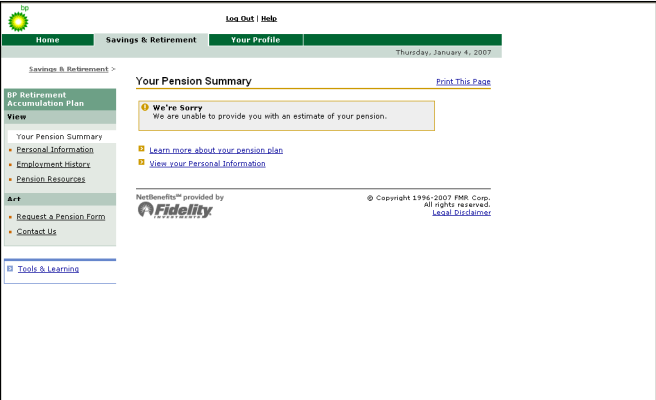 bp
Log Out | Help
Home Savings & Retirement Your Profile
Thursday, January 4, 2007
Savings & Retirement >
Your Pension Summary Print This Page
BP Retirement
Accumulation Plan
View
We're Sorry
We are unable to provide you with an estimate of your pension.
Your Pension Summary
Personal Information
Employment History
Pension Resources
Learn more about your pension plan
View your Personal Information
Act
Request a Pension Form
Contact Us
NetBenefits℠ provided by
Fidelity
INVESTMENTS
© Copyright 1996-2007 FMR Corp.
All rights reserved.
Legal Disclaimer
Tools & Learning